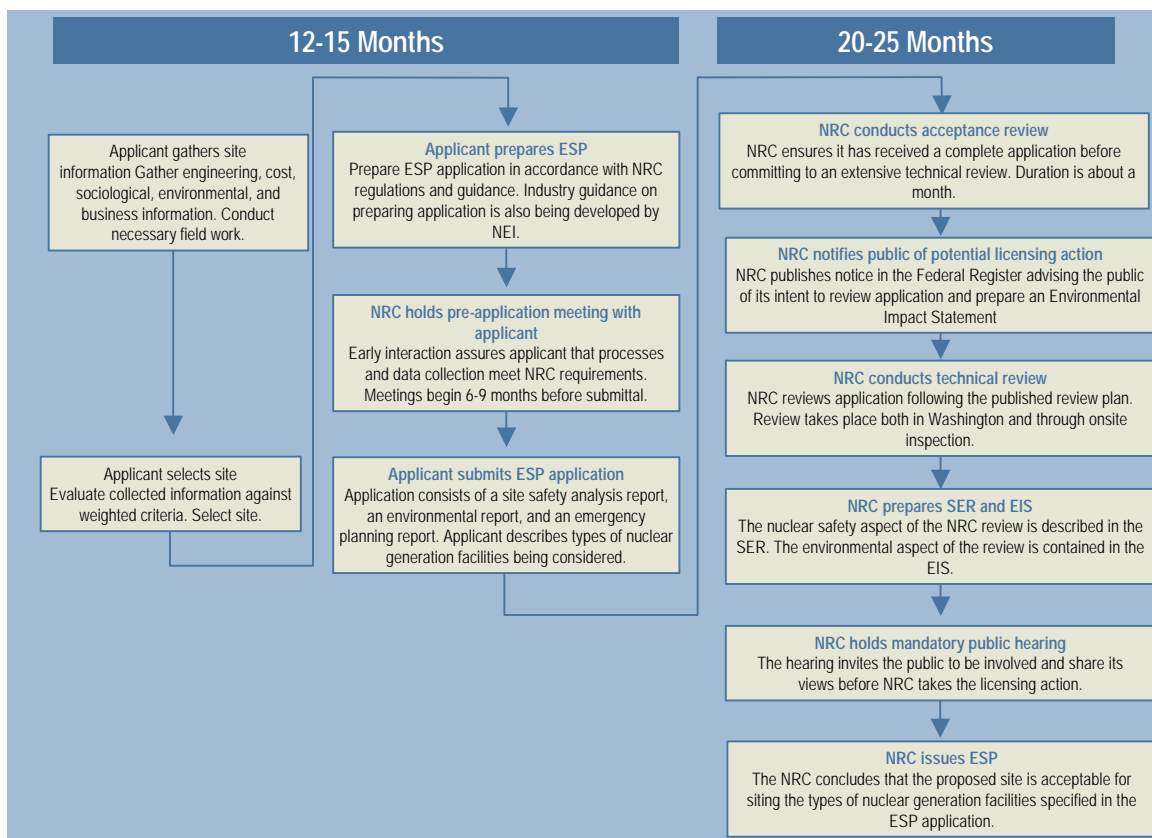 12-15 Months
Applicant gathers site
information Gather engineering, cost,
sociological, environmental, and
business information. Conduct
necessary field work.
Applicant selects site
Evaluate collected information against
weighted criteria. Select site.
Applicant prepares ESP
Prepare ESP application in accordance with NRC
regulations and guidance. Industry guidance on
preparing application is also being developed by
NEI.
NRC holds pre-application meeting with
applicant
Early interaction assures applicant that processes
and data collection meet NRC requirements.
Meetings begin 6-9 months before submittal.
Applicant submits ESP application
Application consists of a site safety analysis report,
an environmental report, and an emergency
planning report. Applicant describes types of nuclear
generation facilities being considered.
20-25 Months
NRC conducts acceptance review
NRC ensures it has received a complete application before
committing to an extensive technical review. Duration is about a
month.
NRC notifies public of potential licensing action
NRC publishes notice in the Federal Register advising the public
of its intent to review application and prepare an Environmental
Impact Statement
NRC conducts technical review
NRC reviews application following the published review plan.
Review takes place both in Washington and through onsite
inspection.
NRC prepares SER and EIS
The nuclear safety aspect of the NRC review is described in the
SER. The environmental aspect of the review is contained in the
EIS.
NRC holds mandatory public hearing
The hearing invites the public to be involved and share its
views before NRC takes the licensing action.
NRC issues ESP
The NRC concludes that the proposed site is acceptable for
siting the types of nuclear generation facilities specified in the
ESP application.